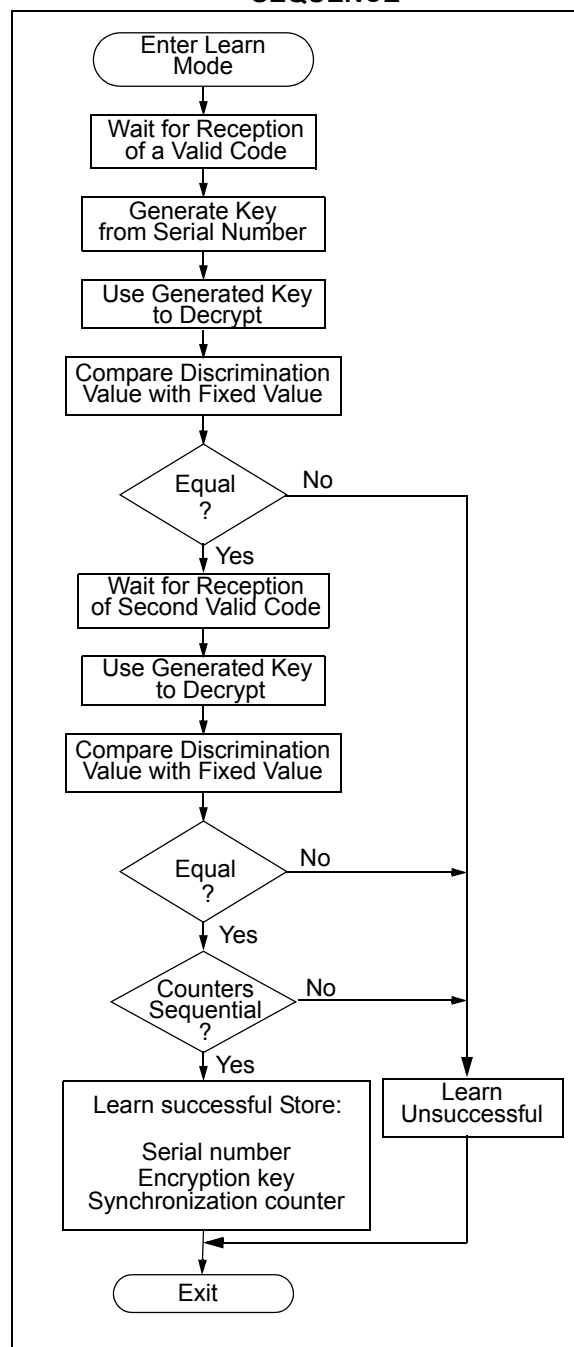 SEQUENCE
Enter Learn
Mode
Wait for Reception
of a Valid Code
Generate Key
from Serial Number
Use Generated Key
to Decrypt
Compare Discrimination
Value with Fixed Value
Equal
?
No
Yes
Wait for Reception
of Second Valid Code
Use Generated Key
to Decrypt
Compare Discrimination
Value with Fixed Value
Equal
?
No
Yes
Counters
Sequential
?
No
Yes
Learn successful Store:
Serial number
Encryption key
Synchronization counter
Learn
Unsuccessful
Exit